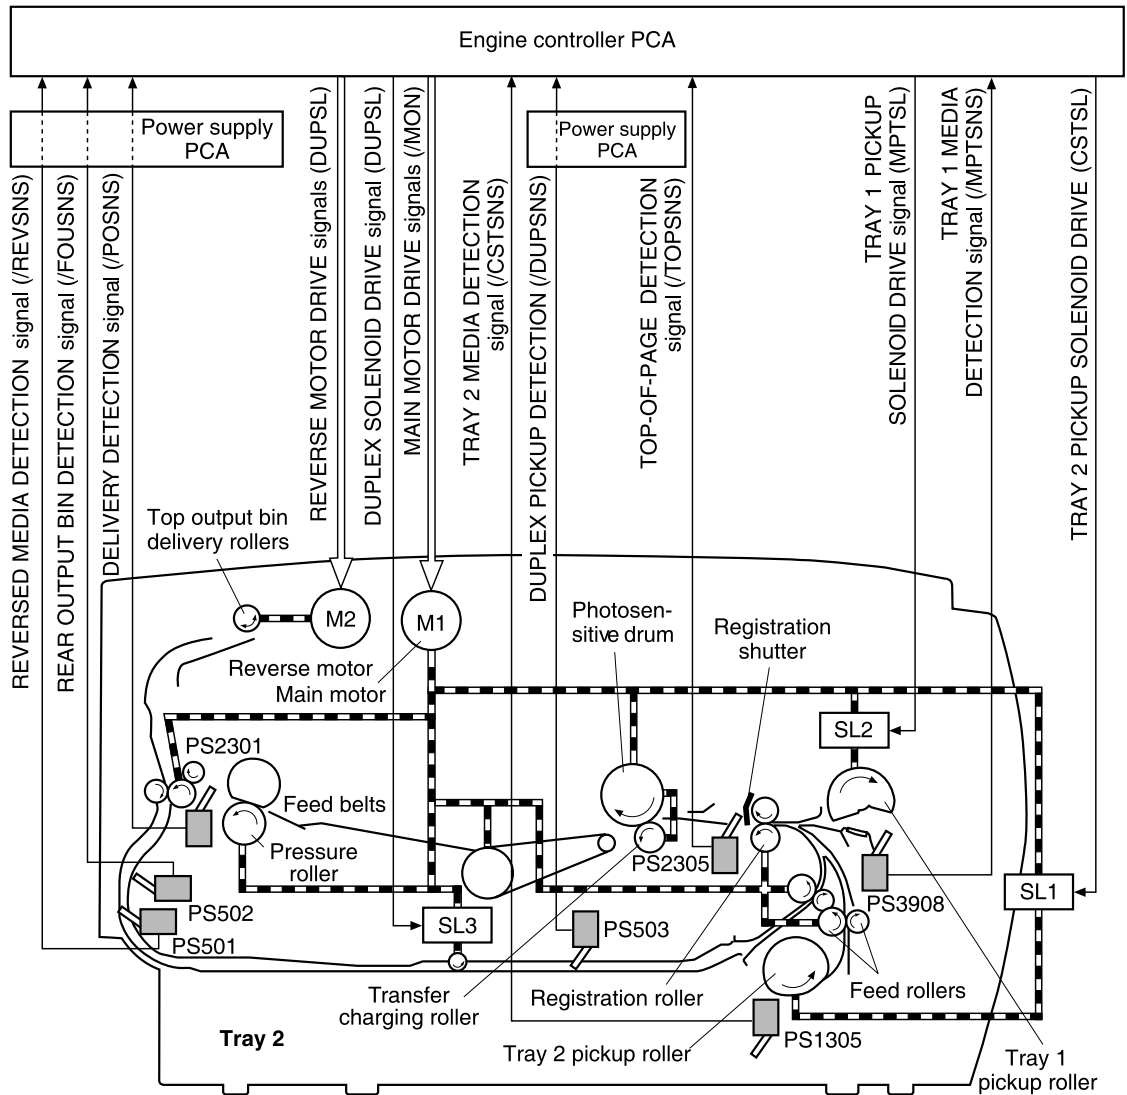 Engine controller PCA
Power supply
PCA
Power supply
PCA
REVERSED MEDIA DETECTION signal (/REVSNS)
REAR OUTPUT BIN DETECTION signal (/FOUSNS)
DELIVERY DETECTION signal (/POSNS)
REVERSE MOTOR DRIVE signals (DUPSL)
DUPLEX SOLENOID DRIVE signal (DUPSL)
MAIN MOTOR DRIVE signals (/MON)
TRAY 2 MEDIA DETECTION
signal (/CSTSNS)
DUPLEX PICKUP DETECTION (/DUPSNS)
TOP-OF-PAGE DETECTION
signal (/TOPSNS)
TRAY 1 PICKUP
SOLENOID DRIVE signal (MPTSL)
TRAY 1 MEDIA
DETECTION signal (/MPTSNS)
TRAY 2 PICKUP SOLENOID DRIVE (CSTSL)
Top output bin
delivery rollers
M2
M1
Reverse motor
Main motor
Photosen-
sitive drum
Registration
shutter
SL2
PS2301
Feed belts
Pressure
roller
PS2305
PS3908
SL1
PS502
PS501
SL3
PS503
Transfer
charging roller
Registration roller
Feed rollers
Tray 2
Tray 2 pickup roller
PS1305
Tray 1
pickup roller